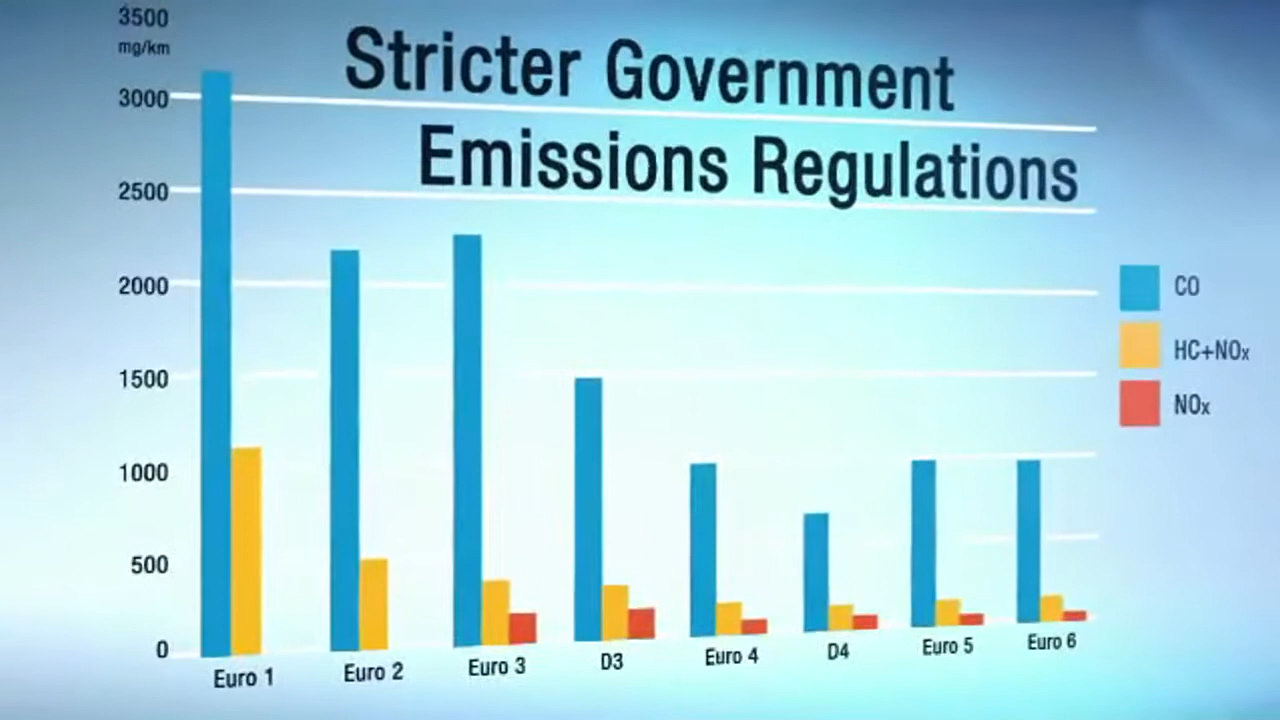 3500
mg/km
Stricter Government
Emissions Regulations
3000
2500
2000
1500
1000
500
0
Euro 1
Euro 2
Euro 3
D3
Euro 4
D4
Euro 5
Euro 6
CO
HC+NOx
NOx